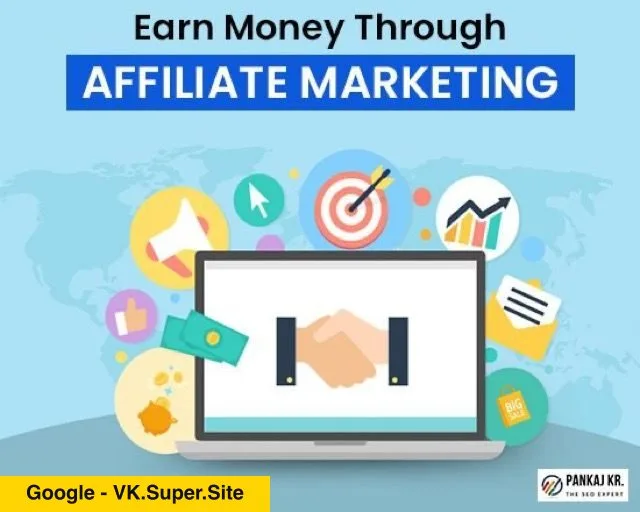 Earn Money Through
AFFILIATE MARKETING
BIG
SALE
PANKAJ KR.
THE SEO EXPERT
Google - VK.Super.Site